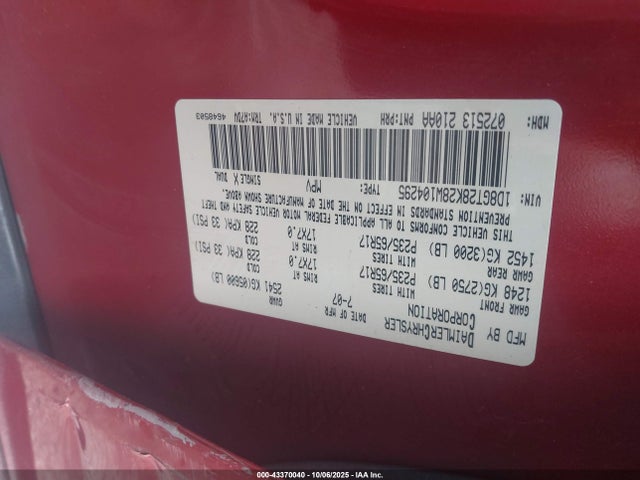 MFD BY
DAIMLERCHRYSLER
CORPORATION
DATE OF MFR
7-07
GVWR
2541 KG(05600 LB)
GAWR FRONT
1248 KG(2750 LB)
WITH TIRES
P235/65R17
RIMS AT
17X7.0
COLD
228 KPA( 33 PSI)
GAWR REAR
1452 KG(3200 LB)
WITH TIRES
P235/65R17
RIMS AT
17X7.0
COLD
228 KPA( 33 PSI)
THIS VEHICLE CONFORMS TO ALL APPLICABLE FEDERAL MOTOR VEHICLE SAFETY AND THEFT
PREVENTION STANDARDS IN EFFECT ON THE DATE OF MANUFACTURE SHOWN ABOVE.
VIN: 1D8GT28K28W104295 TYPE: MPV SINGLE X DUAL
MDH: 072513 210AA PNT:PRH VEHICLE MADE IN U.S.A. TRM:A7DV 4648503
000-43370040 - 10/06/2025 - IAA Inc.